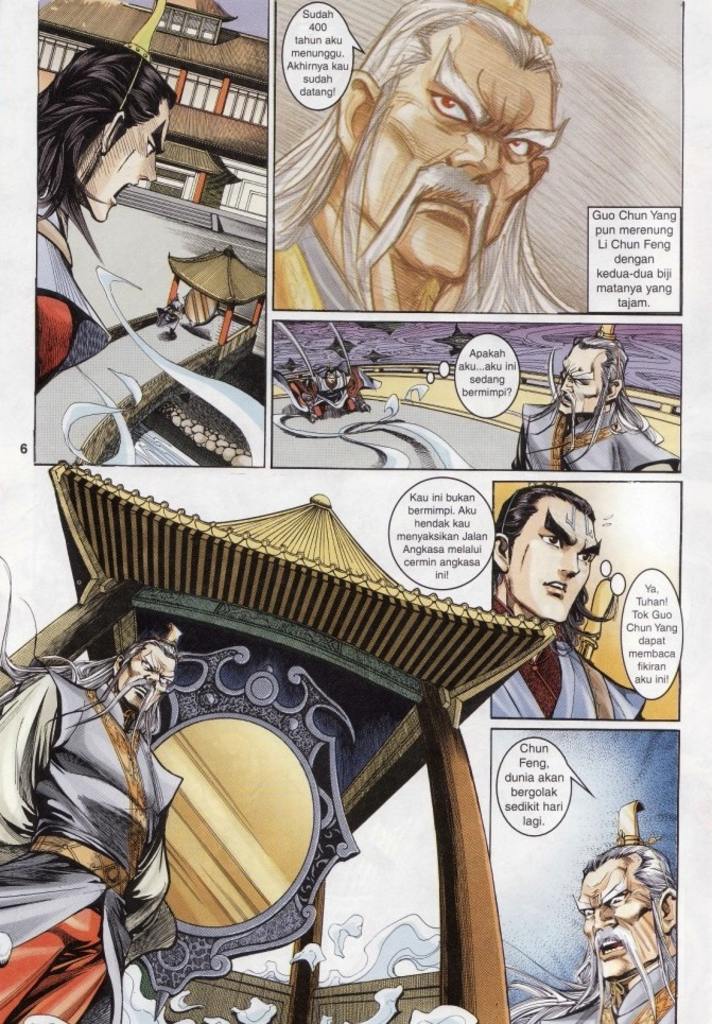 Sudah
400
tahun aku
menunggu.
Akhirnya kau
sudah
datang!
Guo Chun Yang
pun merenung
Li Chun Feng
dengan
kedua-dua biji
matanya yang
tajam.
Apakah
aku...aku ini
sedang
bermimpi?
6
Kau ini bukan
bermimpi. Aku
hendak kau
menyaksikan Jalan
Angkasa melalui
cermin angkasa
ini!
Ya,
Tuhan!
Tok Guo
Chun Yang
dapat
membaca
fikiran
aku ini!
Chun
Feng,
dunia akan
bergolak
sedikit hari
lagi.